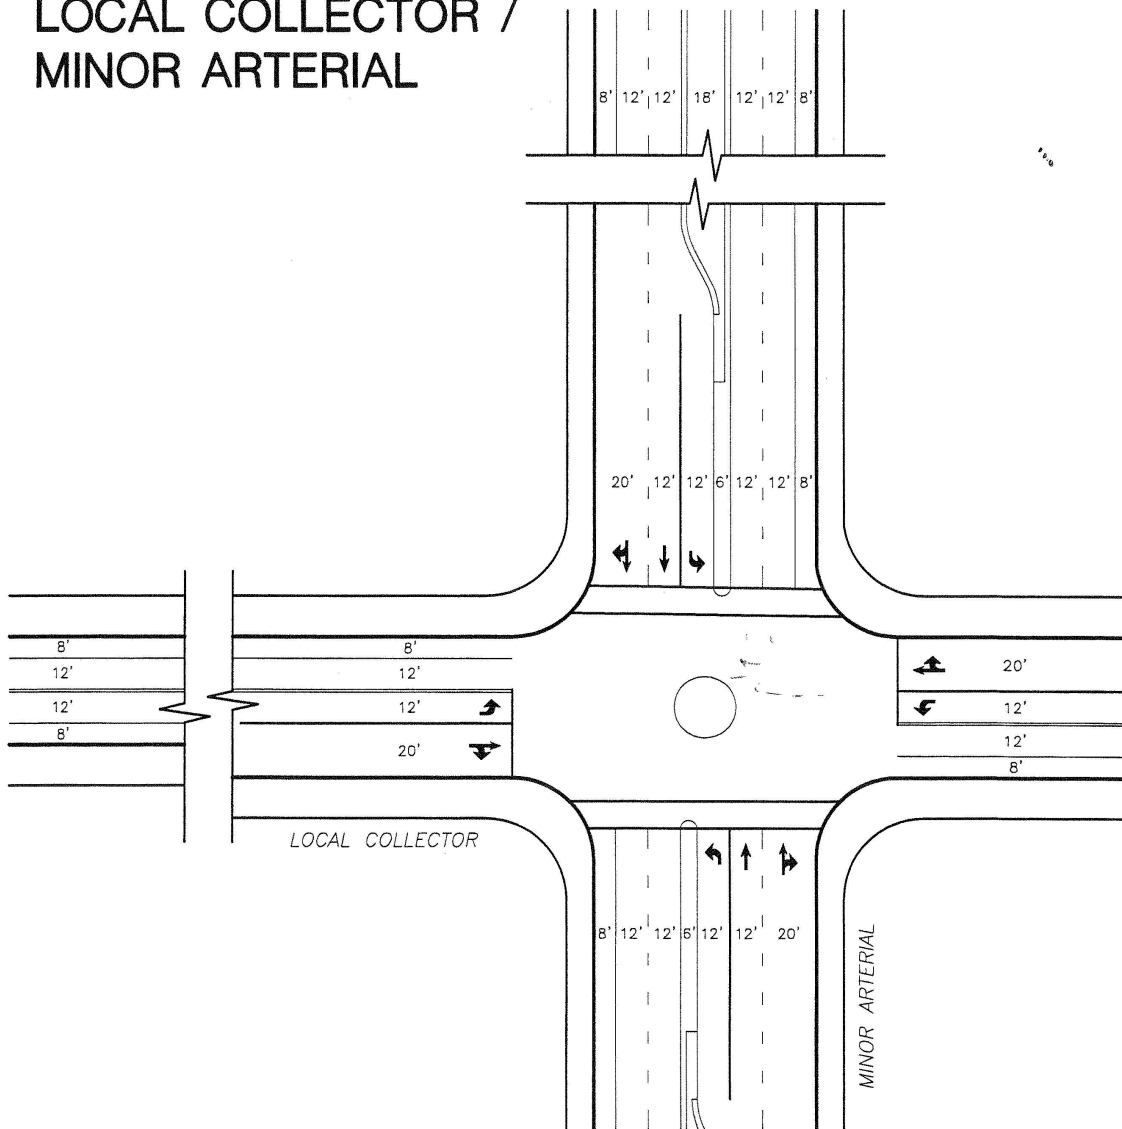 LOCAL COLLECTOR /
MINOR ARTERIAL
8' 12' 12' 18' 12' 12' 8'
20' 12' 12' 6' 12' 12' 8'
8' 8'
12' 12'
12' 12'
8' 20'
20'
12'
12'
8'
LOCAL COLLECTOR
8' 12' 12' 6' 12' 12' 20'
MINOR ARTERIAL